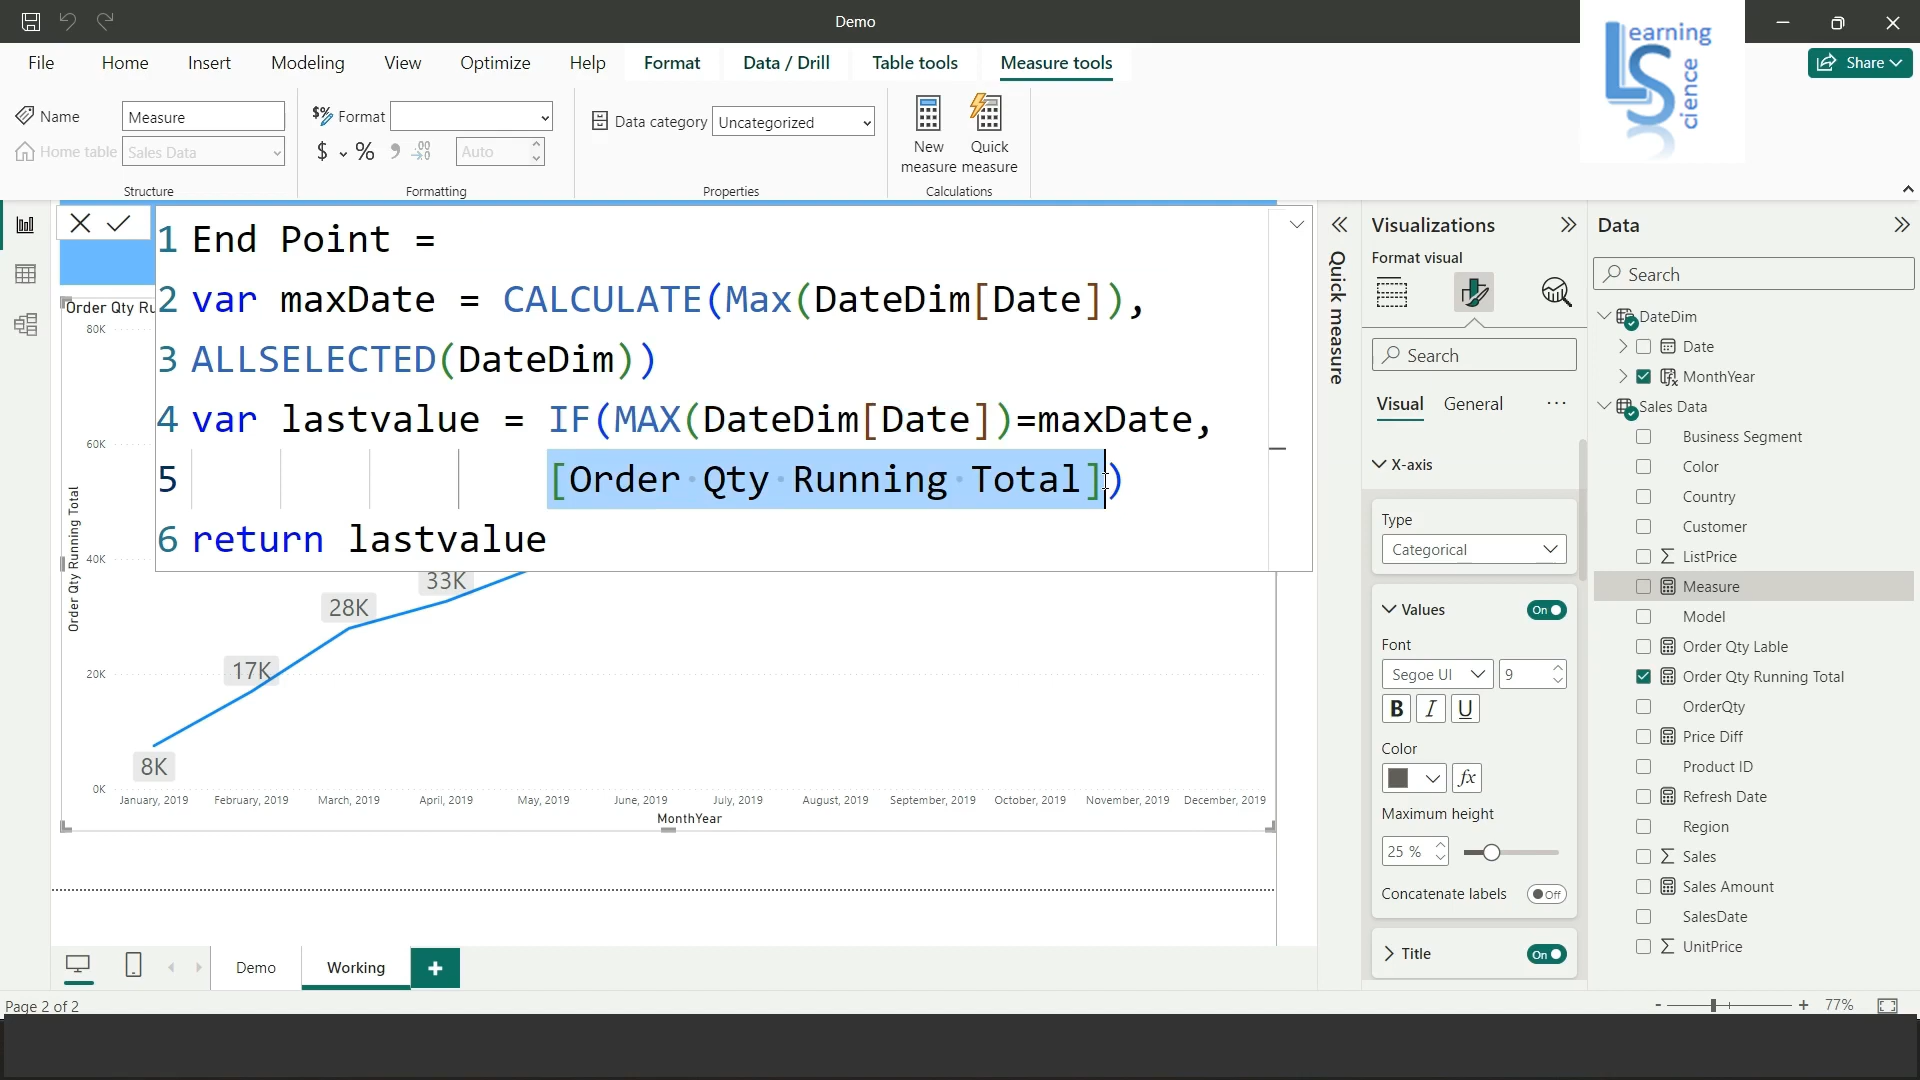 Demo
Learning Science
File Home Insert Modeling View Optimize Help Format Data / Drill Table tools Measure tools
Share
Name Measure
Format
Data category Uncategorized
Home table Sales Data
$ % Auto
New measure
Quick measure
Structure Formatting Properties Calculations
1 End Point =
2 var maxDate = CALCULATE(Max(DateDim[Date]),
3 ALLSELECTED(DateDim))
4 var lastvalue = IF(MAX(DateDim[Date])=maxDate,
5 [Order Qty Running Total])
6 return lastvalue
Order Qty Ru
80K
60K
40K
20K
0K
Order Qty Running Total
8K
17K
28K
33K
January, 2019 February, 2019 March, 2019 April, 2019 May, 2019 June, 2019 July, 2019 August, 2019 September, 2019 October, 2019 November, 2019 December, 2019
MonthYear
Demo
Working
Page 2 of 2
77%
Quick measure
Visualizations
Format visual
Search
Visual General
X-axis
Type
Categorical
Values On
Font
Segoe UI 9
B I U
Color
fx
Maximum height
25 %
Concatenate labels Off
Title On
Data
Search
DateDim
Date
MonthYear
Sales Data
Business Segment
Color
Country
Customer
ListPrice
Measure
Model
Order Qty Lable
Order Qty Running Total
OrderQty
Price Diff
Product ID
Refresh Date
Region
Sales
Sales Amount
SalesDate
UnitPrice